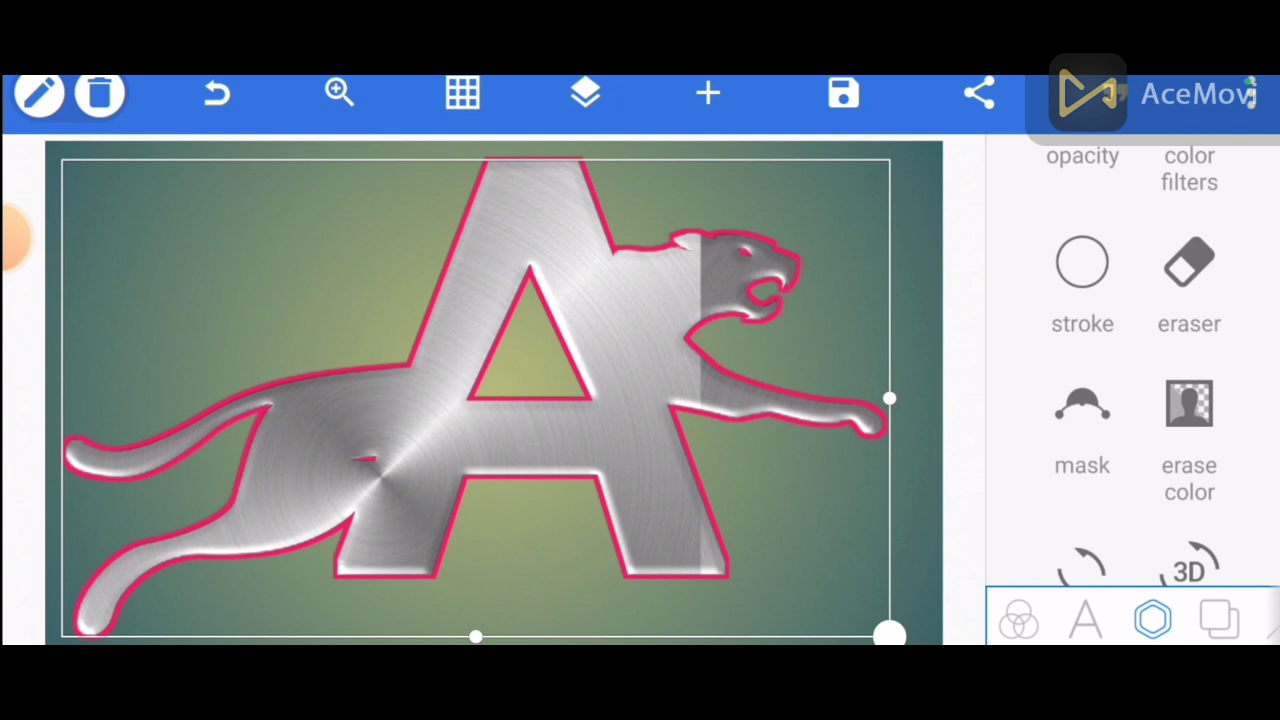 AceMovi
opacity
color
filters
stroke
eraser
mask
erase
color
3D
A
A